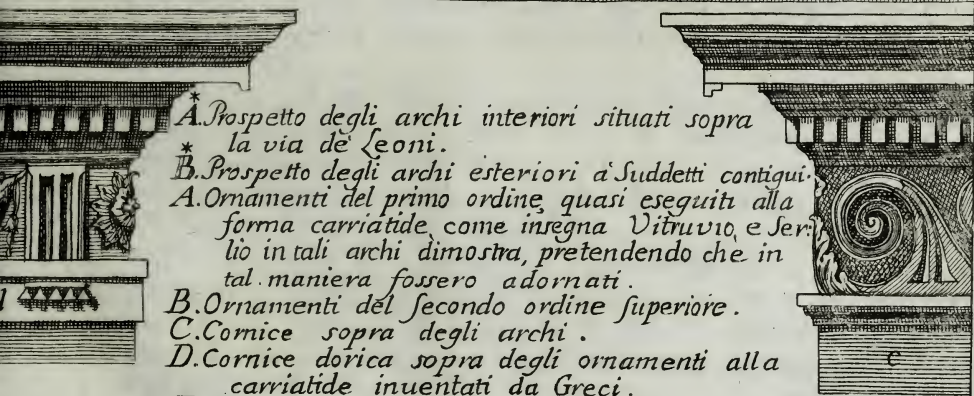 *
A. Prospetto degli archi interiori situati sopra
la via de' Leoni.
*
B. Prospetto degli archi esteriori a' Suddetti contigui.
A. Ornamenti del primo ordine, quasi eseguiti alla
forma carriatide, come insegna Vitruvio, e Ser:
lio in tali archi dimostra, pretendendo che in
tal maniera fossero adornati.
B. Ornamenti del secondo ordine superiore.
C. Cornice sopra degli archi.
D. Cornice dorica sopra degli ornamenti alla
carriatide inuentati da Greci.
C